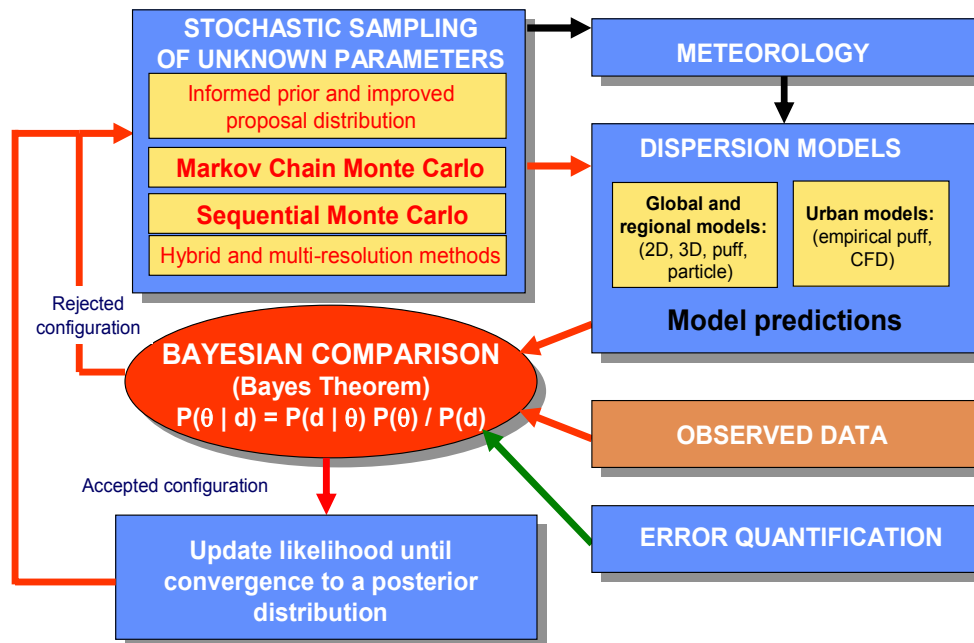 STOCHASTIC SAMPLING
OF UNKNOWN PARAMETERS
Informed prior and improved
proposal distribution
Markov Chain Monte Carlo
Sequential Monte Carlo
Hybrid and multi-resolution methods
METEOROLOGY
DISPERSION MODELS
Global and
regional models:
(2D, 3D, puff,
particle)
Urban models:
(empirical puff,
CFD)
Model predictions
Rejected
configuration
BAYESIAN COMPARISON
(Bayes Theorem)
P(θ | d) = P(d | θ) P(θ) / P(d)
OBSERVED DATA
Accepted configuration
ERROR QUANTIFICATION
Update likelihood until
convergence to a posterior
distribution